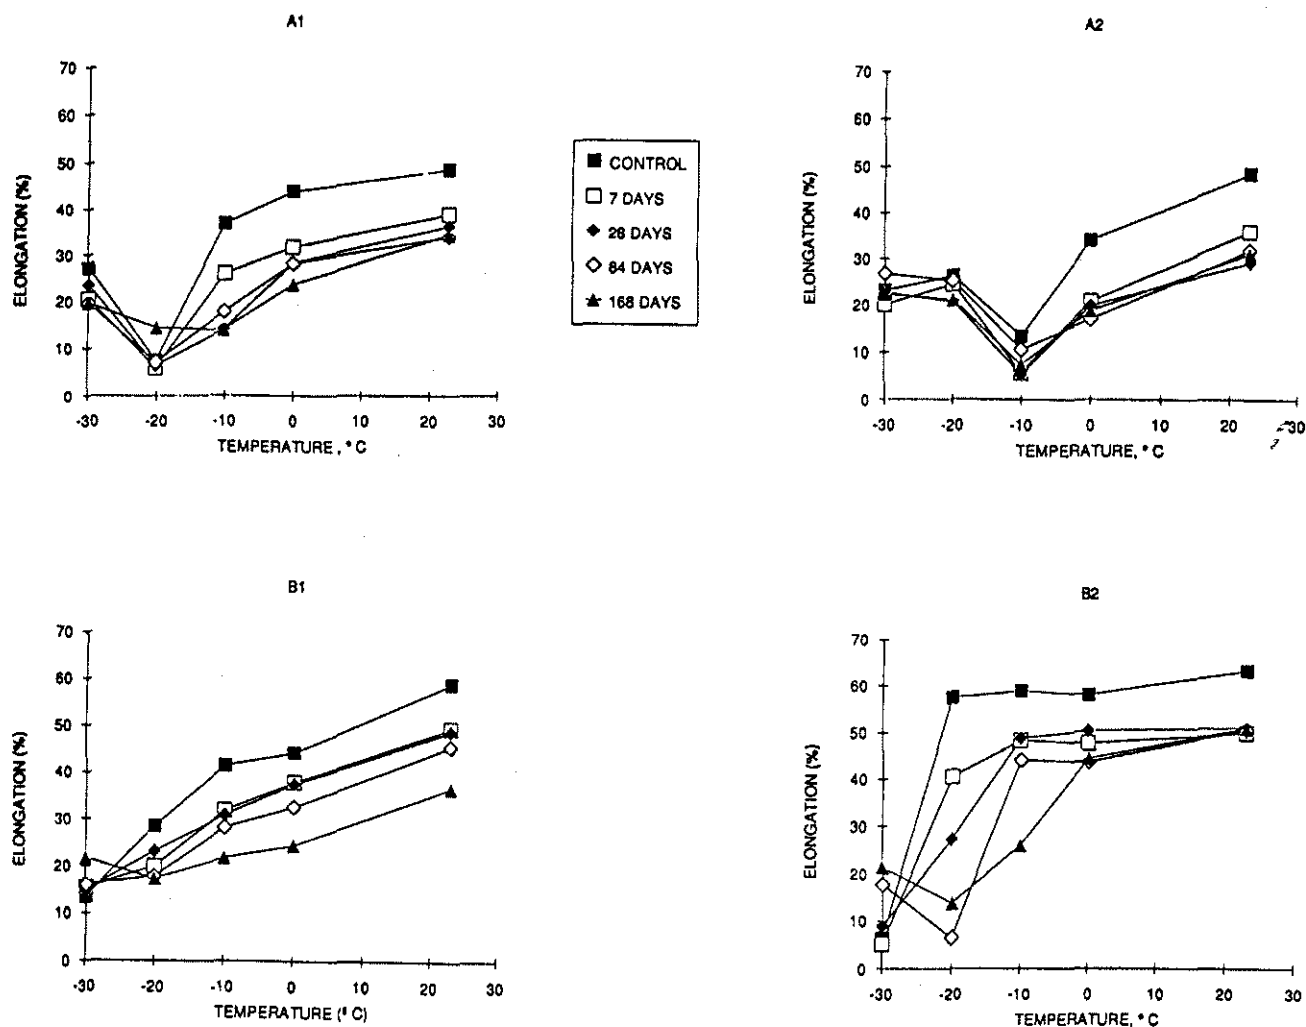 A1
ELONGATION (%)
70
60
50
40
30
20
10
0
-30 -20 -10 0 10 20 30
TEMPERATURE, °C
CONTROL
7 DAYS
28 DAYS
84 DAYS
168 DAYS
A2
ELONGATION (%)
70
60
50
40
30
20
10
0
-30 -20 -10 0 10 20 30
TEMPERATURE, °C
B1
ELONGATION (%)
70
60
50
40
30
20
10
0
-30 -20 -10 0 10 20 30
TEMPERATURE (°C)
B2
ELONGATION (%)
70
60
50
40
30
20
10
0
-30 -20 -10 0 10 20 30
TEMPERATURE, °C